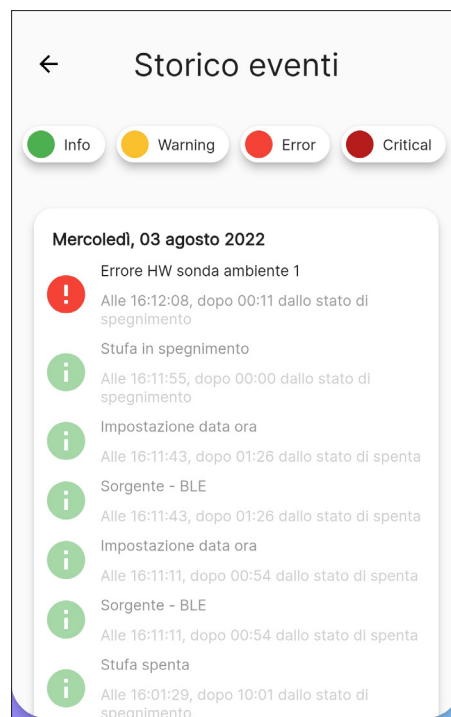 Storico eventi
Info
Warning
Error
Critical
Mercoledì, 03 agosto 2022
Errore HW sonda ambiente 1
Alle 16:12:08, dopo 00:11 dallo stato di
spegnimento
Stufa in spegnimento
Alle 16:11:55, dopo 00:00 dallo stato di
spegnimento
Impostazione data ora
Alle 16:11:43, dopo 01:26 dallo stato di spenta
Sorgente - BLE
Alle 16:11:43, dopo 01:26 dallo stato di spenta
Impostazione data ora
Alle 16:11:11, dopo 00:54 dallo stato di spenta
Sorgente - BLE
Alle 16:11:11, dopo 00:54 dallo stato di spenta
Stufa spenta
Alle 16:01:29, dopo 10:01 dallo stato di
spegnimento